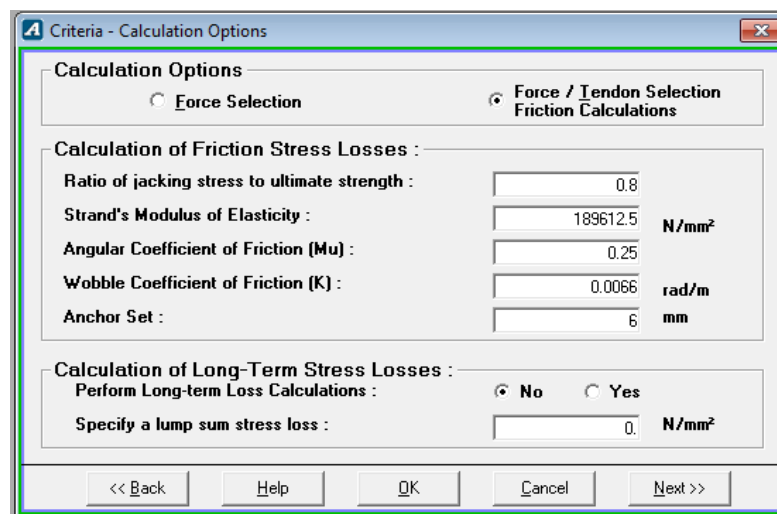 Criteria - Calculation Options
Calculation Options
Force Selection
Force / Tendon Selection
Friction Calculations
Calculation of Friction Stress Losses :
Ratio of jacking stress to ultimate strength : 0.8
Strand's Modulus of Elasticity : 189612.5 N/mm²
Angular Coefficient of Friction (Mu) : 0.25
Wobble Coefficient of Friction (K) : 0.0066 rad/m
Anchor Set : 6 mm
Calculation of Long-Term Stress Losses :
Perform Long-term Loss Calculations : No Yes
Specify a lump sum stress loss : 0. N/mm²
<< Back Help OK Cancel Next >>